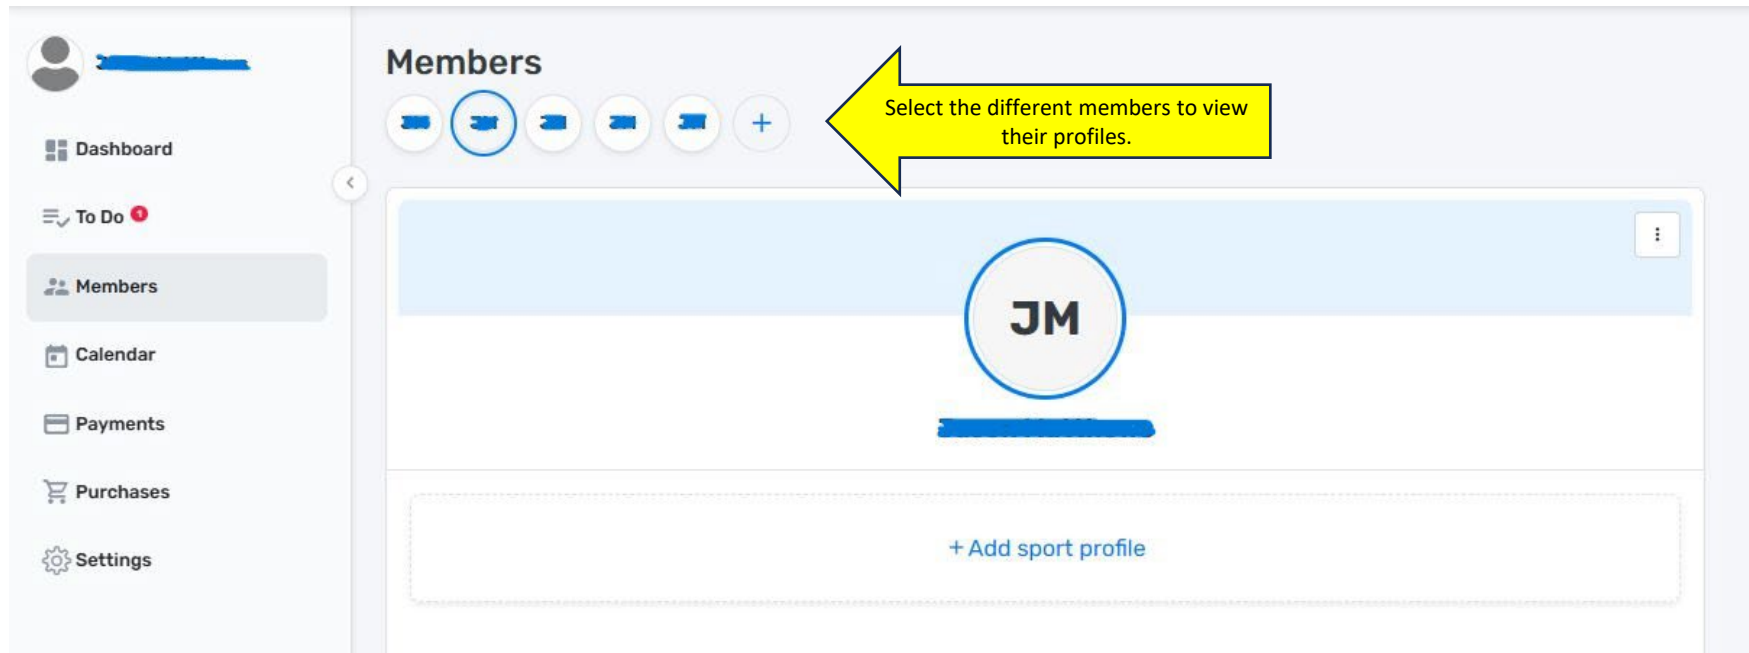 Members
Select the different members to view
their profiles.
Dashboard
To Do 1
Members
Calendar
Payments
Purchases
Settings
JM
+ Add sport profile